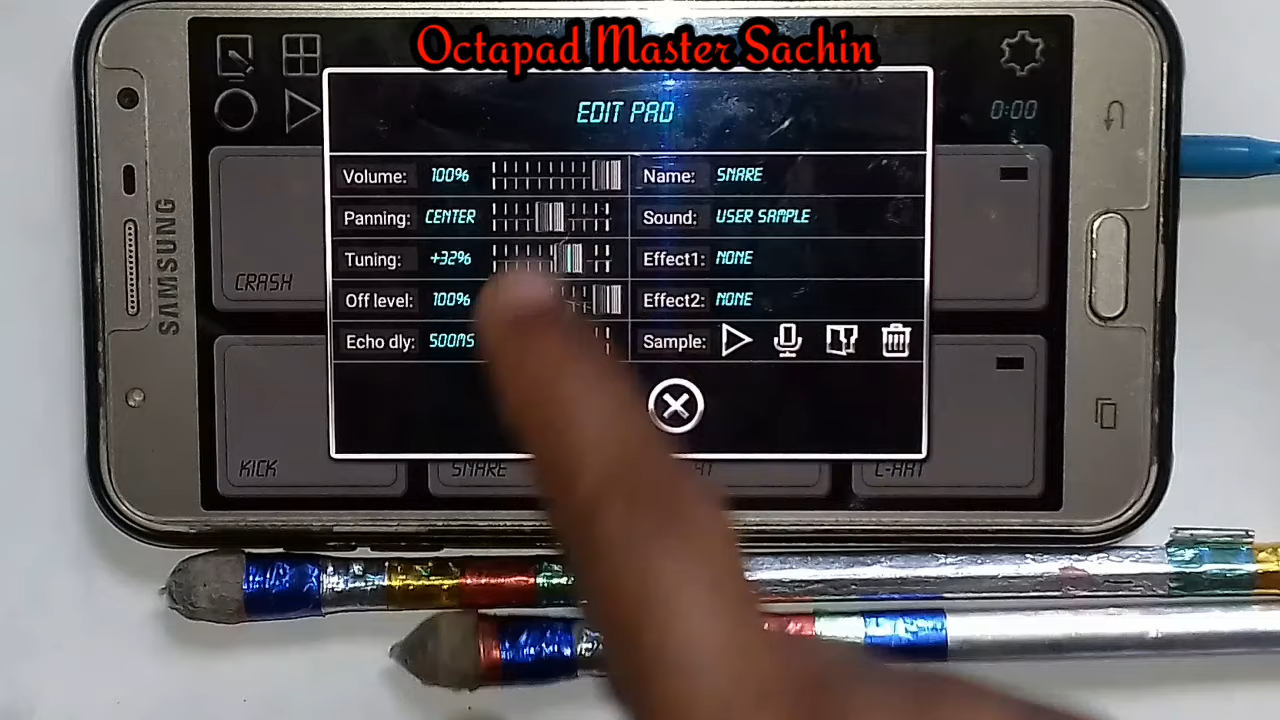 Octapad Master Sachin
EDIT PAD
0:00
Volume: 100%
Name: SNARE
Panning: CENTER
Sound: USER SAMPLE
Tuning: +32%
Effect1: NONE
Off level: 100%
Effect2: NONE
Echo dly: 500MS
Sample:
CRASH
KICK
SNARE
SAMSUNG